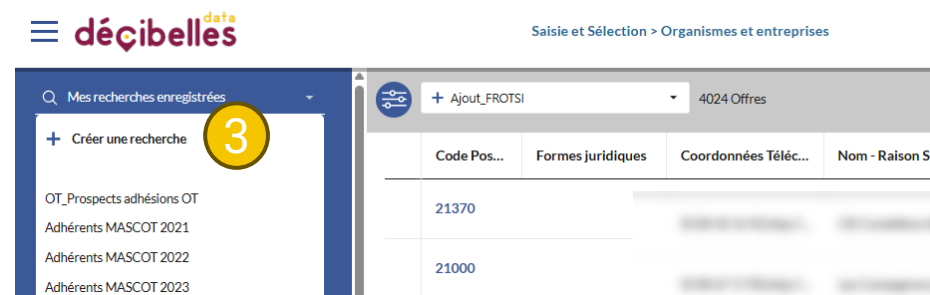 data
décibelles
Saisie et Sélection > Organismes et entreprises
Mes recherches enregistrées
+ Ajout_FROTSI
4024 Offres
+ Créer une recherche
3
Code Pos...
Formes juridiques
Coordonnées Téléc...
Nom - Raison S
OT_Prospects adhésions OT
21370
Adhérents MASCOT 2021
Adhérents MASCOT 2022
21000
Adhérents MASCOT 2023